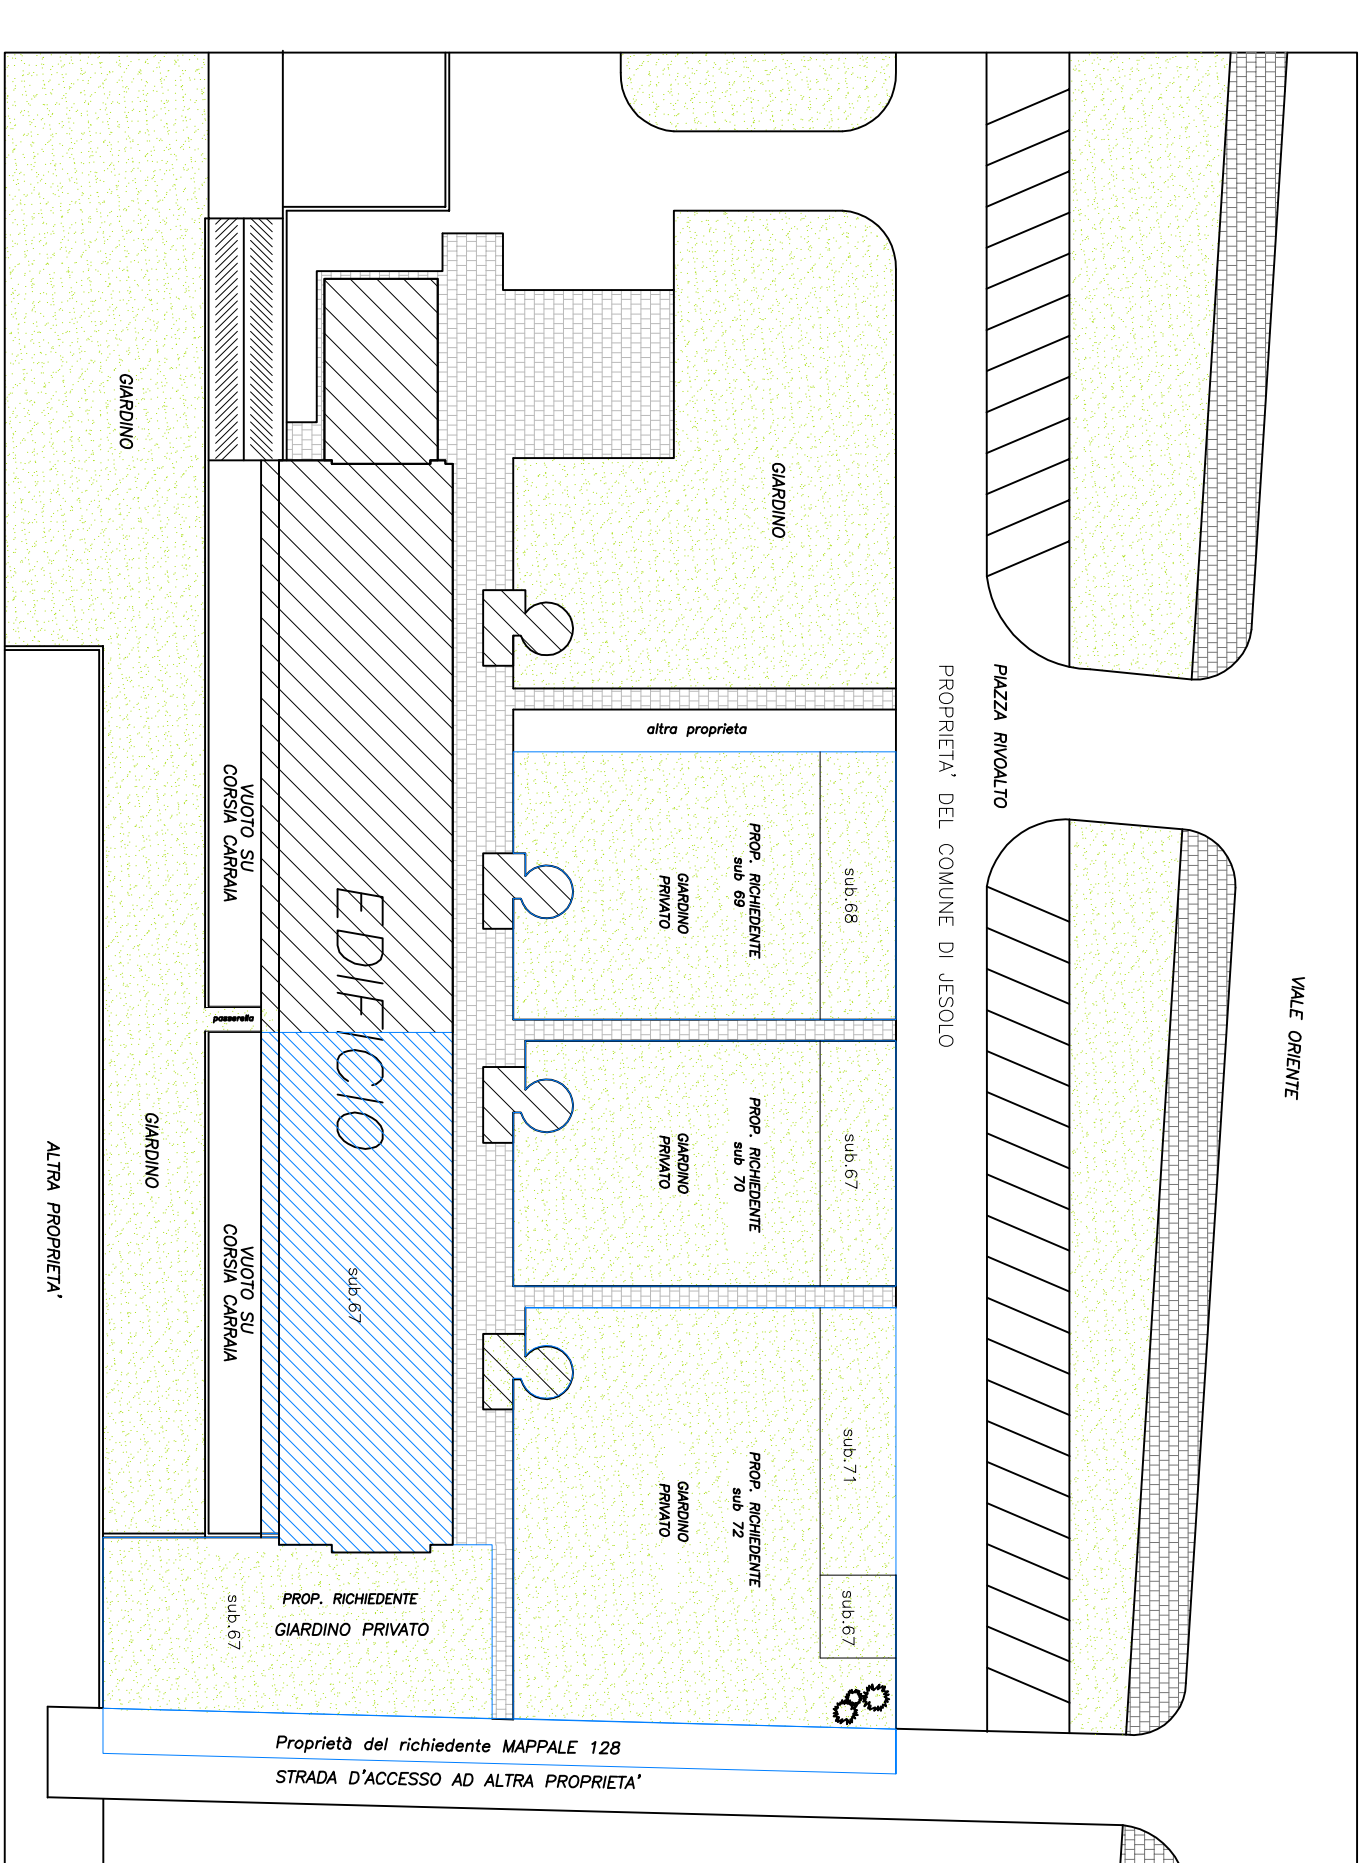 VIALE ORIENTE
PIAZZA RIVOALTO
PROPRIETA' DEL COMUNE DI JESOLO
GIARDINO
GIARDINO
altra proprieta
sub.68
PROP. RICHIEDENTE
sub 69
GIARDINO
PRIVATO
VUOTO SU
CORSIA CARRAIA
EDIFICIO
passerella
sub.67
PROP. RICHIEDENTE
sub 70
GIARDINO
PRIVATO
GIARDINO
ALTRA PROPRIETA'
VUOTO SU
CORSIA CARRAIA
sub.67
sub.71
PROP. RICHIEDENTE
sub 72
GIARDINO
PRIVATO
sub.67
PROP. RICHIEDENTE
GIARDINO PRIVATO
sub.67
Proprietà del richiedente MAPPALE 128
STRADA D'ACCESSO AD ALTRA PROPRIETA'